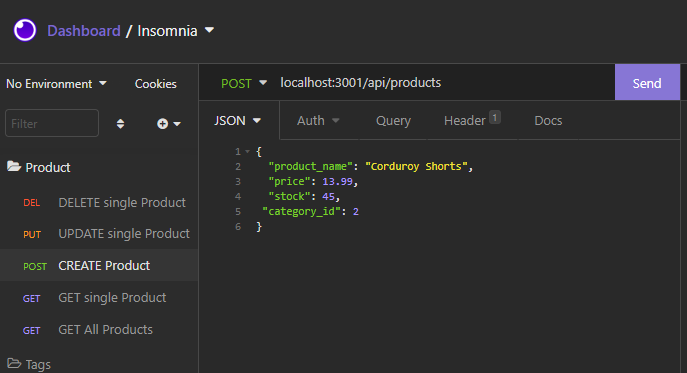 Dashboard / Insomnia
No Environment
Cookies
Filter
Product
DEL DELETE single Product
PUT UPDATE single Product
POST CREATE Product
GET GET single Product
GET GET All Products
Tags
POST localhost:3001/api/products Send
JSON Auth Query Header 1 Docs
1 {
2 "product_name": "Corduroy Shorts",
3 "price": 13.99,
4 "stock": 45,
5 "category_id": 2
6 }